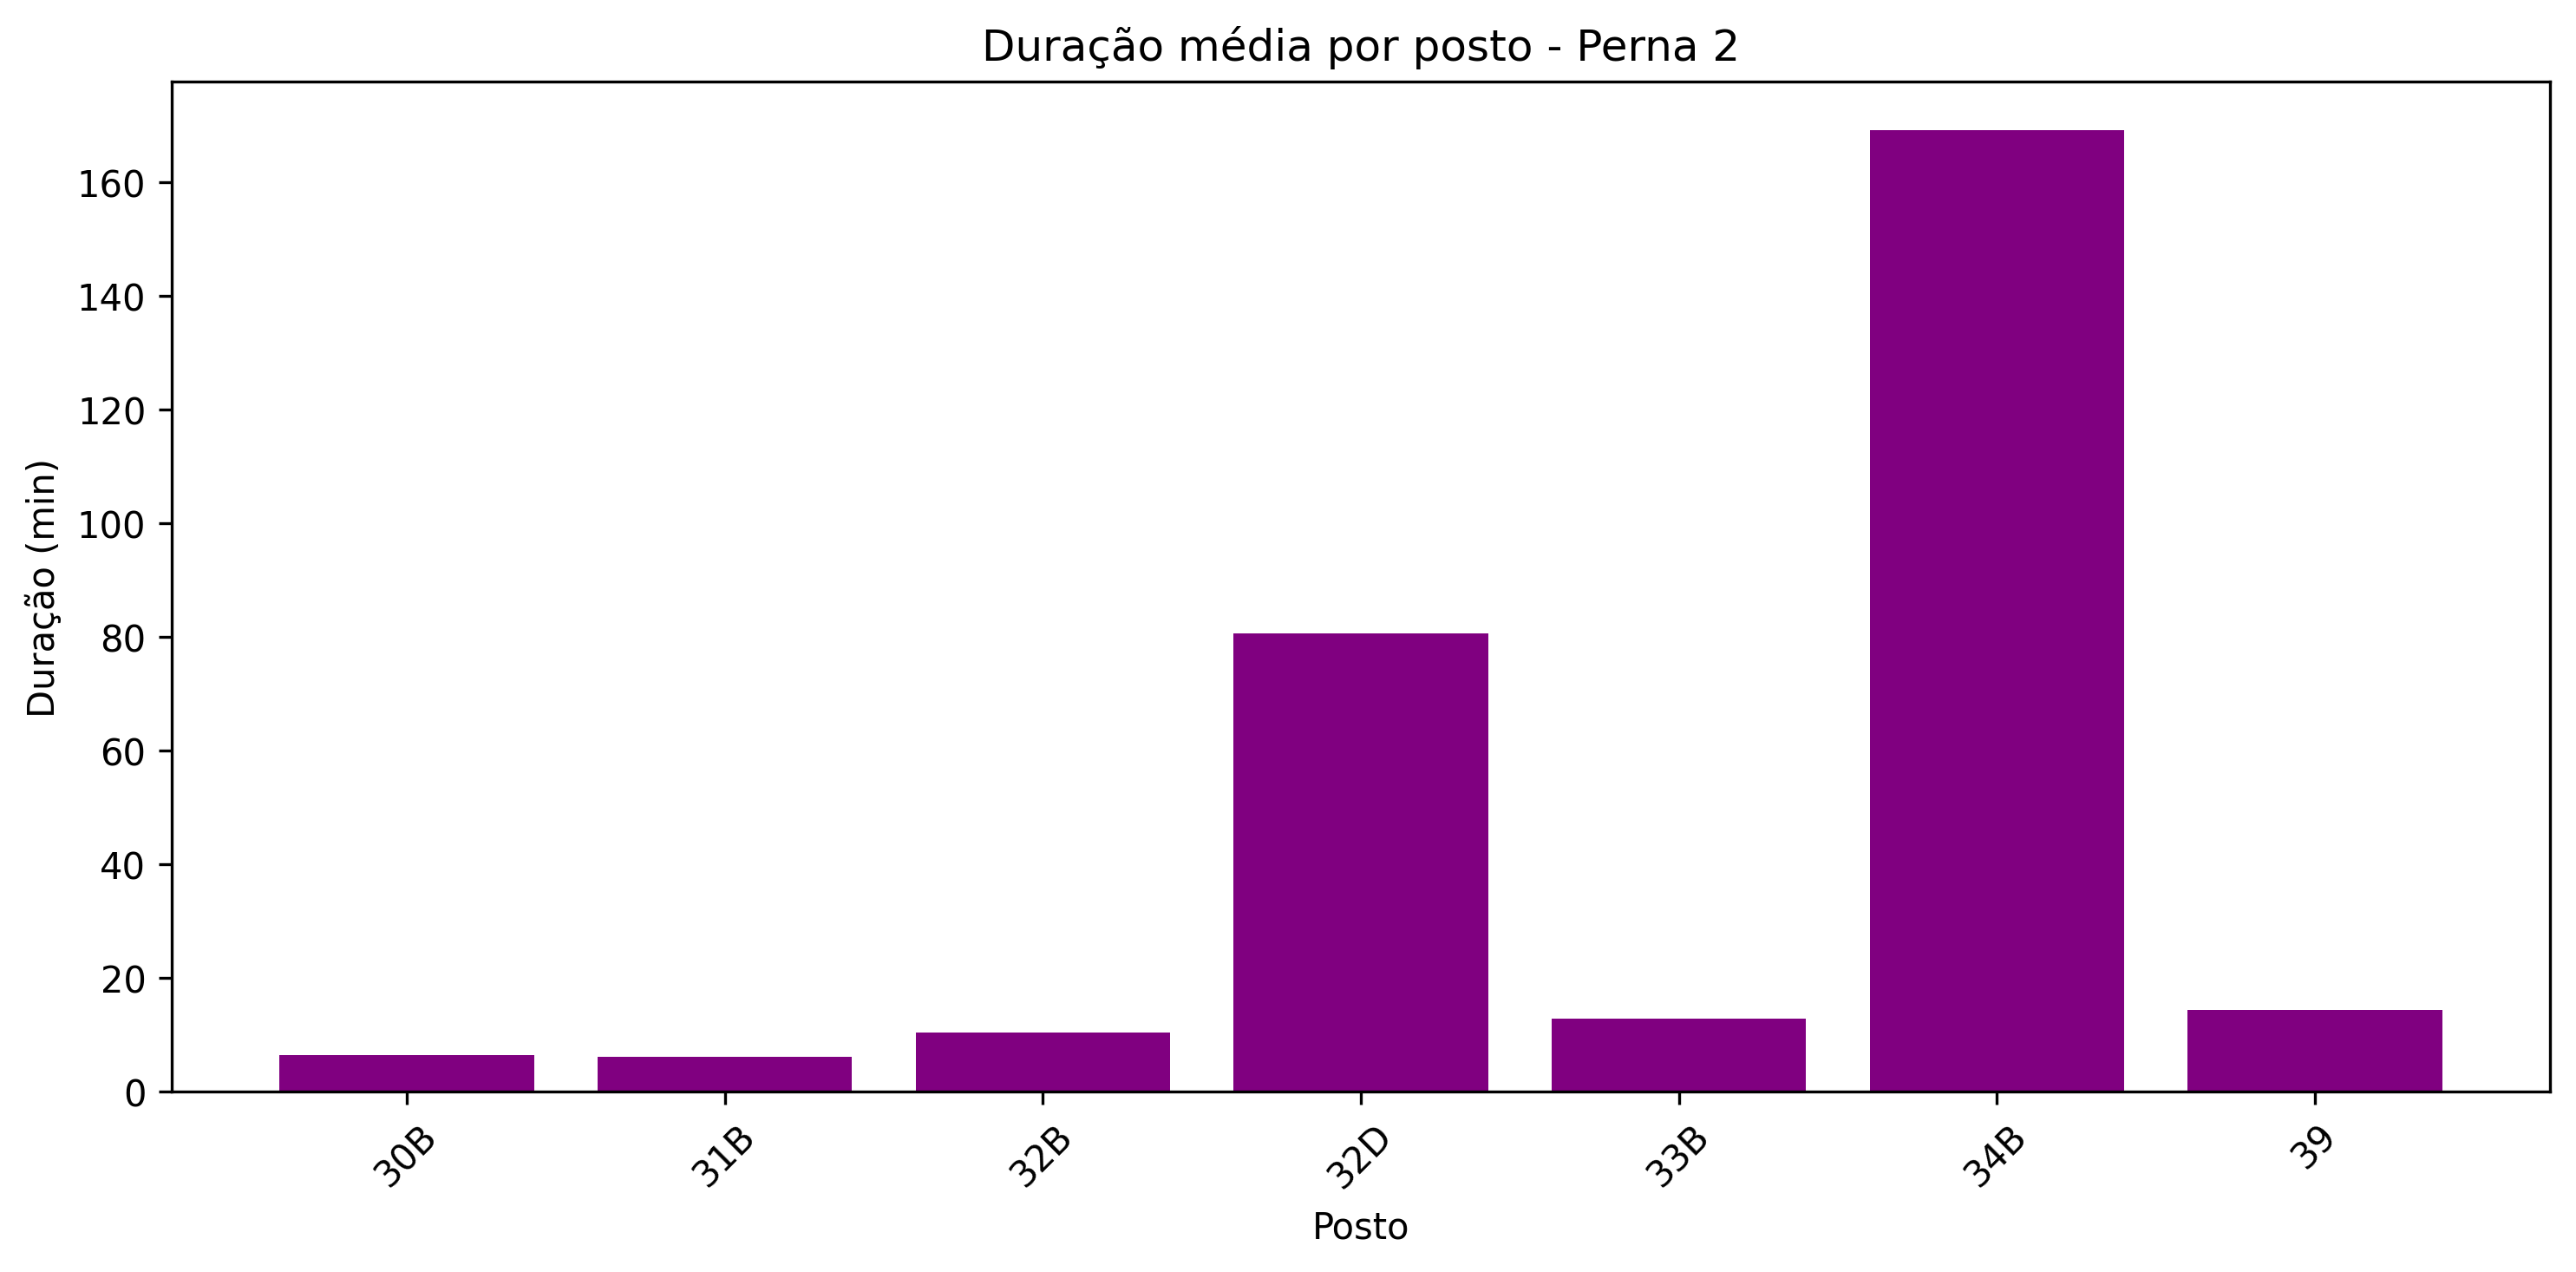 Duração média por posto - Perna 2
Duração (min)
160
140
120
100
80
60
40
20
0
30B
31B
32B
32D
33B
34B
39
Posto